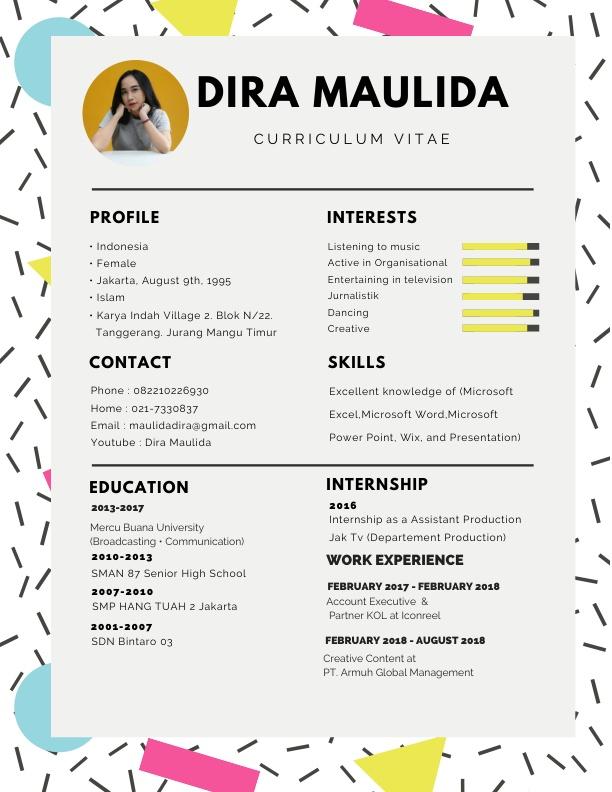 DIRA MAULIDA
CURRICULUM VITAE
PROFILE
• Indonesia
• Female
• Jakarta, August 9th, 1995
• Islam
• Karya Indah Village 2. Blok N/22.
Tanggerang. Jurang Mangu Timur
INTERESTS
Listening to music
Active in Organisational
Entertaining in television
Jurnalistik
Dancing
Creative
CONTACT
Phone : 082210226930
Home : 021-7330837
Email : maulidadira@gmail.com
Youtube : Dira Maulida
SKILLS
Excellent knowledge of (Microsoft
Excel,Microsoft Word,Microsoft
Power Point, Wix, and Presentation)
EDUCATION
2013-2017
Mercu Buana University
(Broadcasting • Communication)
2010-2013
SMAN 87 Senior High School
2007-2010
SMP HANG TUAH 2 Jakarta
2001-2007
SDN Bintaro 03
INTERNSHIP
2016
Internship as a Assistant Production
Jak Tv (Departement Production)
WORK EXPERIENCE
FEBRUARY 2017 - FEBRUARY 2018
Account Executive &
Partner KOL at Iconreel
FEBRUARY 2018 - AUGUST 2018
Creative Content at
PT. Armuh Global Management